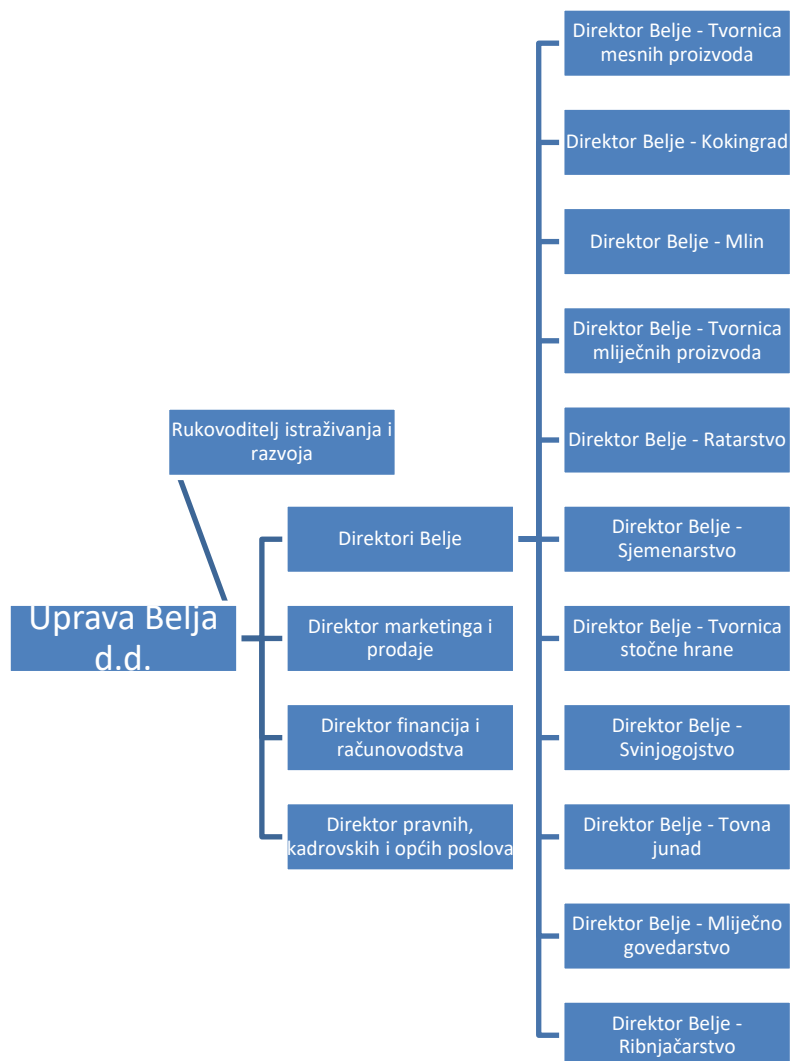 Uprava Belja
d.d.
Rukovoditelj istraživanja i
razvoja
Direktori Belje
Direktor marketinga i
prodaje
Direktor financija i
računovodstva
Direktor pravnih,
kadrovskih i općih poslova
Direktor Belje - Tvornica
mesnih proizvoda
Direktor Belje - Kokingrad
Direktor Belje - Mlin
Direktor Belje - Tvornica
mliječnih proizvoda
Direktor Belje - Ratarstvo
Direktor Belje -
Sjemenarstvo
Direktor Belje - Tvornica
stočne hrane
Direktor Belje -
Svinjogojstvo
Direktor Belje - Tovna
junad
Direktor Belje - Mliječno
govedarstvo
Direktor Belje -
Ribnjačarstvo